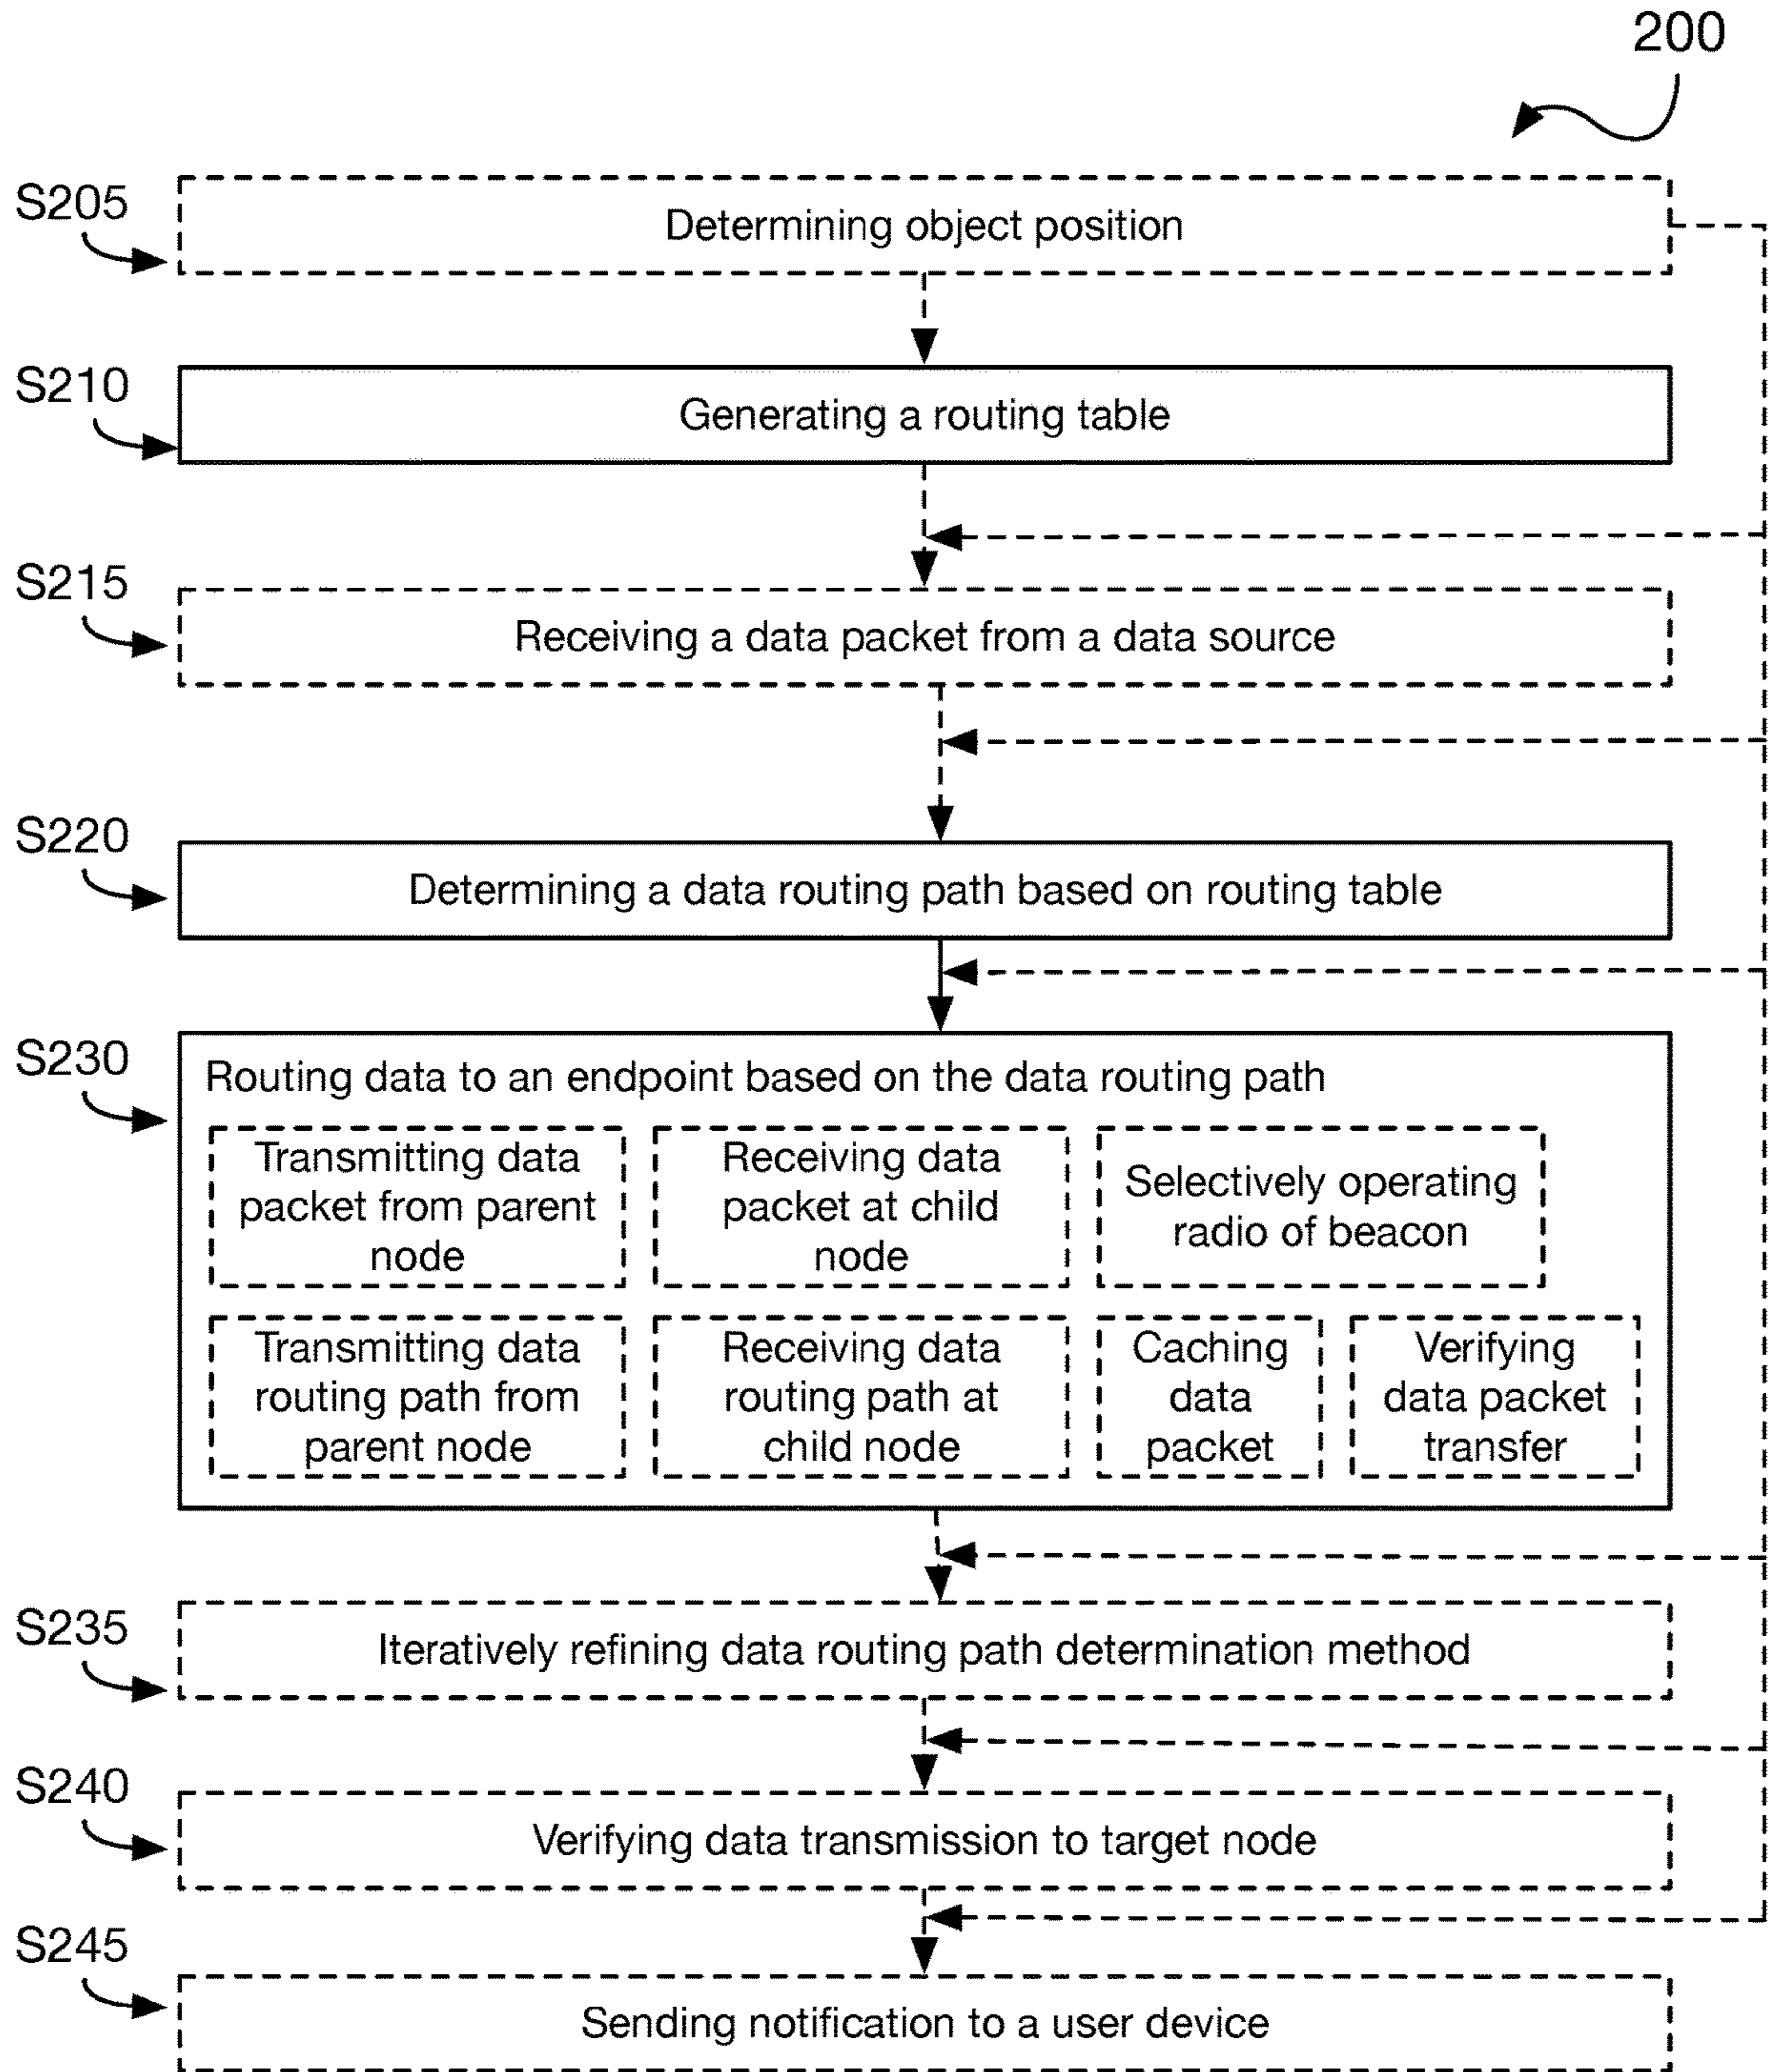 200
S205
Determining object position
S210
Generating a routing table
S215
Receiving a data packet from a data source
S220
Determining a data routing path based on routing table
S230
Routing data to an endpoint based on the data routing path
Transmitting data
packet from parent
node
Receiving data
packet at child
node
Selectively operating
radio of beacon
Transmitting data
routing path from
parent node
Receiving data
routing path at
child node
Caching
data
packet
Verifying
data packet
transfer
S235
Iteratively refining data routing path determination method
S240
Verifying data transmission to target node
S245
Sending notification to a user device